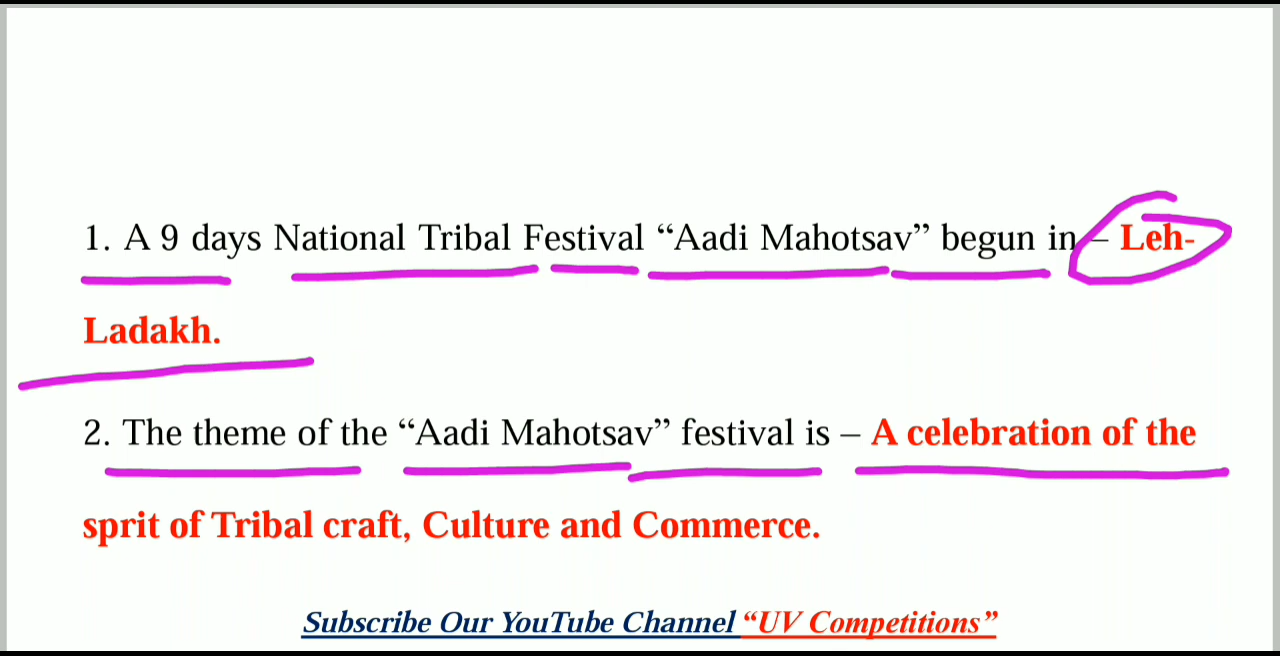 1. A 9 days National Tribal Festival “Aadi Mahotsav” begun in – Leh-
Ladakh.
2. The theme of the “Aadi Mahotsav” festival is – A celebration of the
sprit of Tribal craft, Culture and Commerce.
Subscribe Our YouTube Channel “UV Competitions”